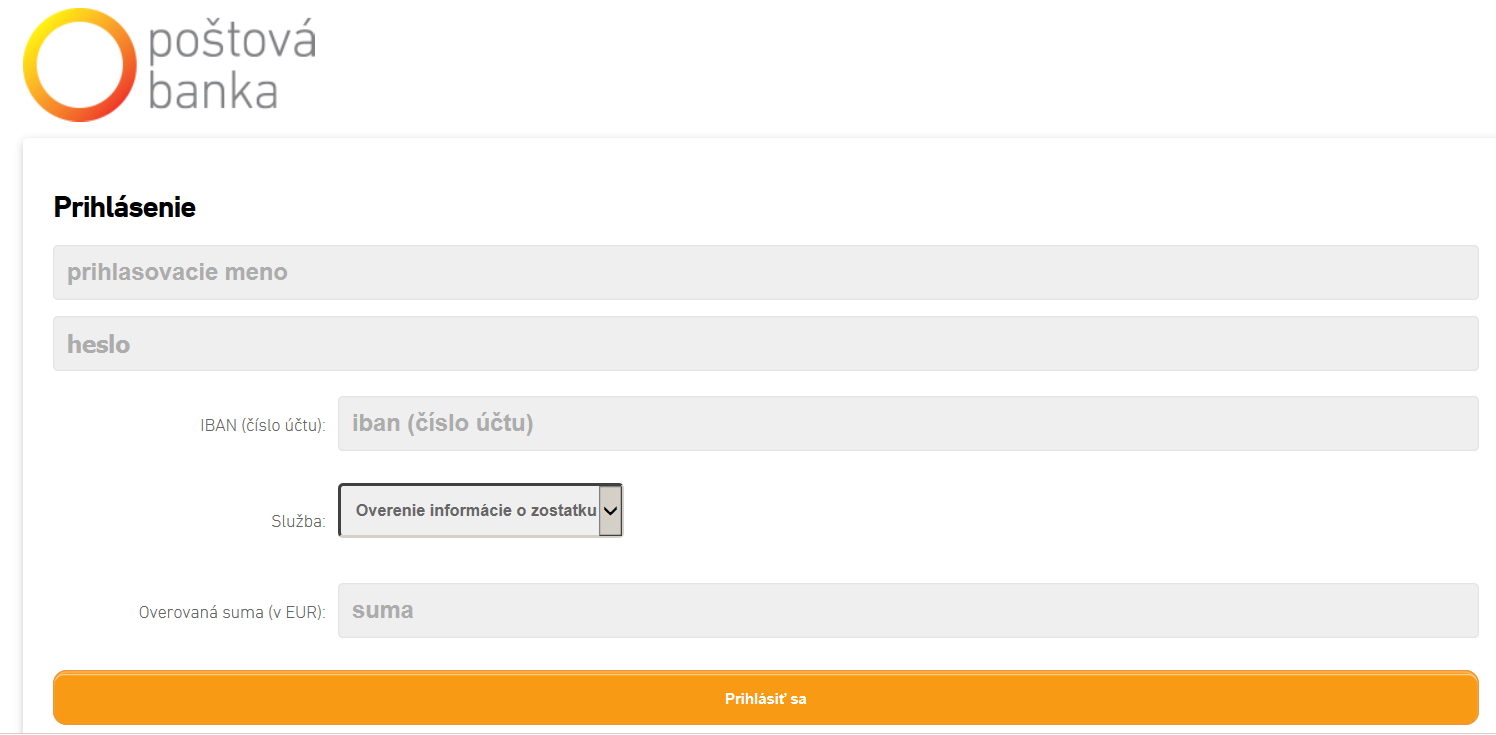 poštová
banka
Prihlásenie
prihlasovacie meno
heslo
IBAN (číslo účtu): iban (číslo účtu)
Služba: Overenie informácie o zostatku
Overovaná suma (v EUR): suma
Prihlásiť sa